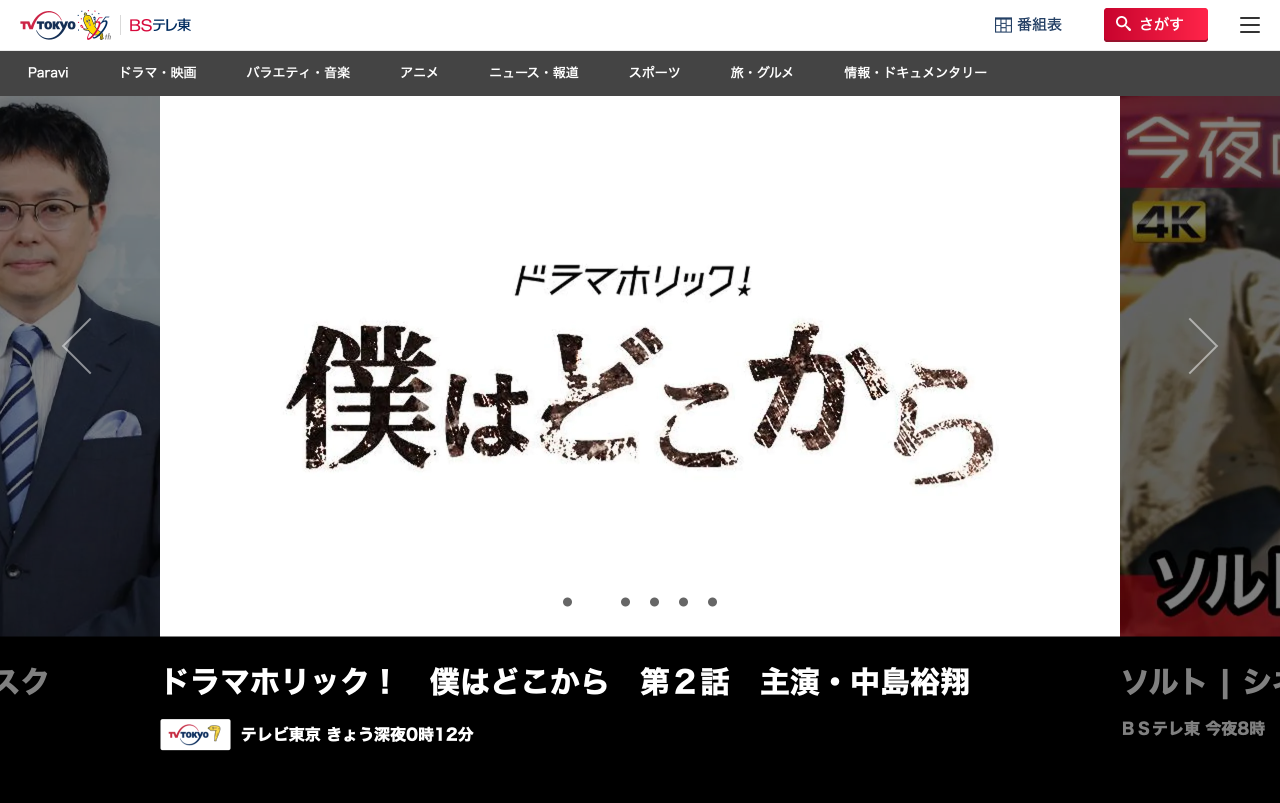 TV TOKYO th BSテレ東
番組表
さがす
Paravi ドラマ・映画 バラエティ・音楽 アニメ ニュース・報道 スポーツ 旅・グルメ 情報・ドキュメンタリー
今夜
4K
ドラマホリック!
僕はどこから
ソル
スク
ドラマホリック！　僕はどこから　第２話　主演・中島裕翔
TV TOKYO 7 テレビ東京 きょう深夜0時12分
ソルト | シネ
ＢＳテレ東 今夜8時